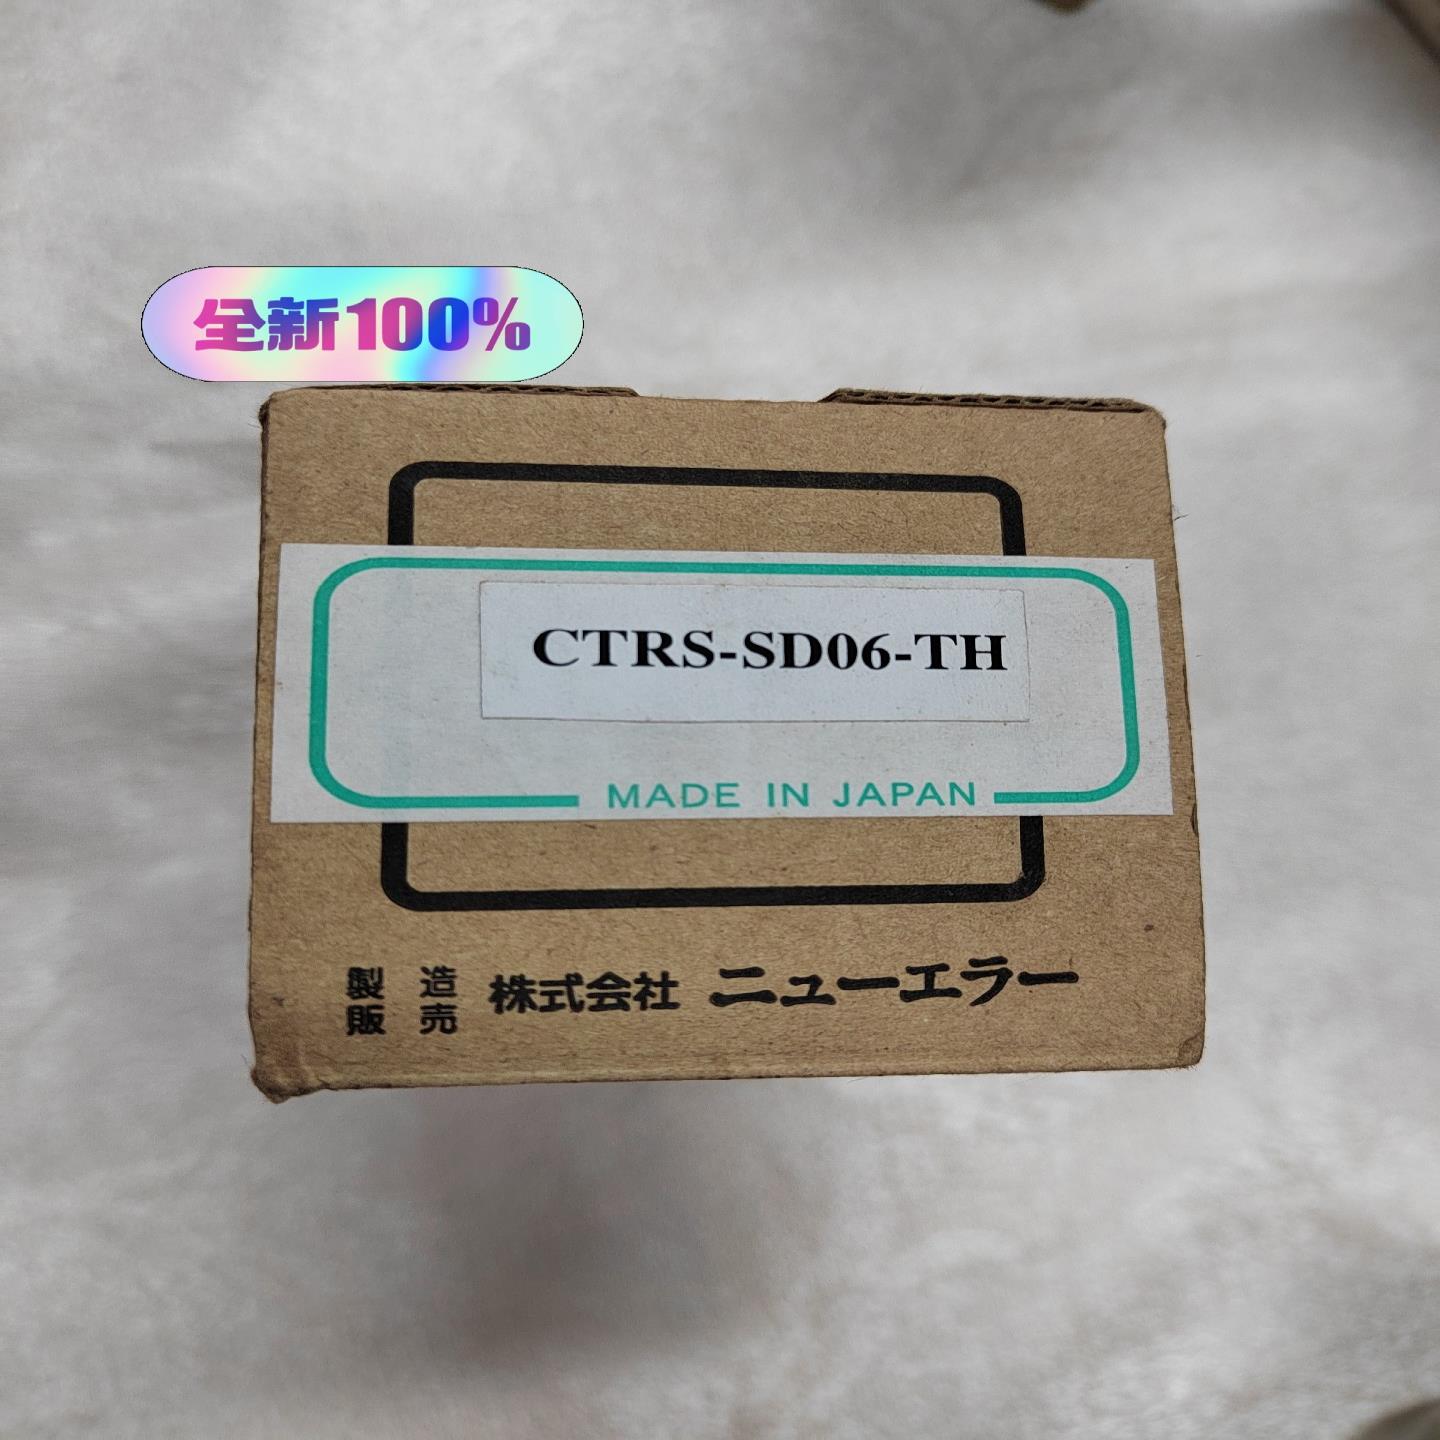 全新100%
CTRS-SD06-TH
MADE IN JAPAN
製造
販売
株式会社 ニューエラー